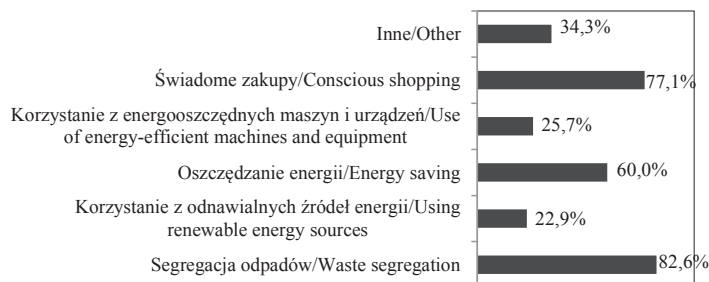 Inne/Other
34,3%
Świadome zakupy/Conscious shopping
77,1%
Korzystanie z energooszczędnych maszyn i urządzeń/Use
of energy-efficient machines and equipment
25,7%
Oszczędzanie energii/Energy saving
60,0%
Korzystanie z odnawialnych źródeł energii/Using
renewable energy sources
22,9%
Segregacja odpadów/Waste segregation
82,6%